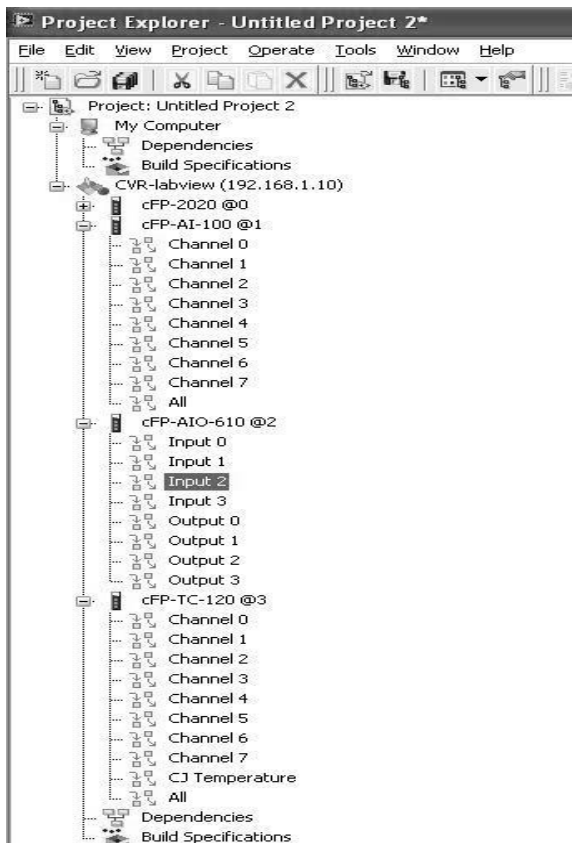 Project Explorer - Untitled Project 2*
File Edit View Project Operate Tools Window Help
Project: Untitled Project 2
My Computer
Dependencies
Build Specifications
CVR-labview (192.168.1.10)
cFP-2020 @0
cFP-AI-100 @1
Channel 0
Channel 1
Channel 2
Channel 3
Channel 4
Channel 5
Channel 6
Channel 7
All
cFP-AIO-610 @2
Input 0
Input 1
Input 2
Input 3
Output 0
Output 1
Output 2
Output 3
cFP-TC-120 @3
Channel 0
Channel 1
Channel 2
Channel 3
Channel 4
Channel 5
Channel 6
Channel 7
CJ Temperature
All
Dependencies
Build Specifications